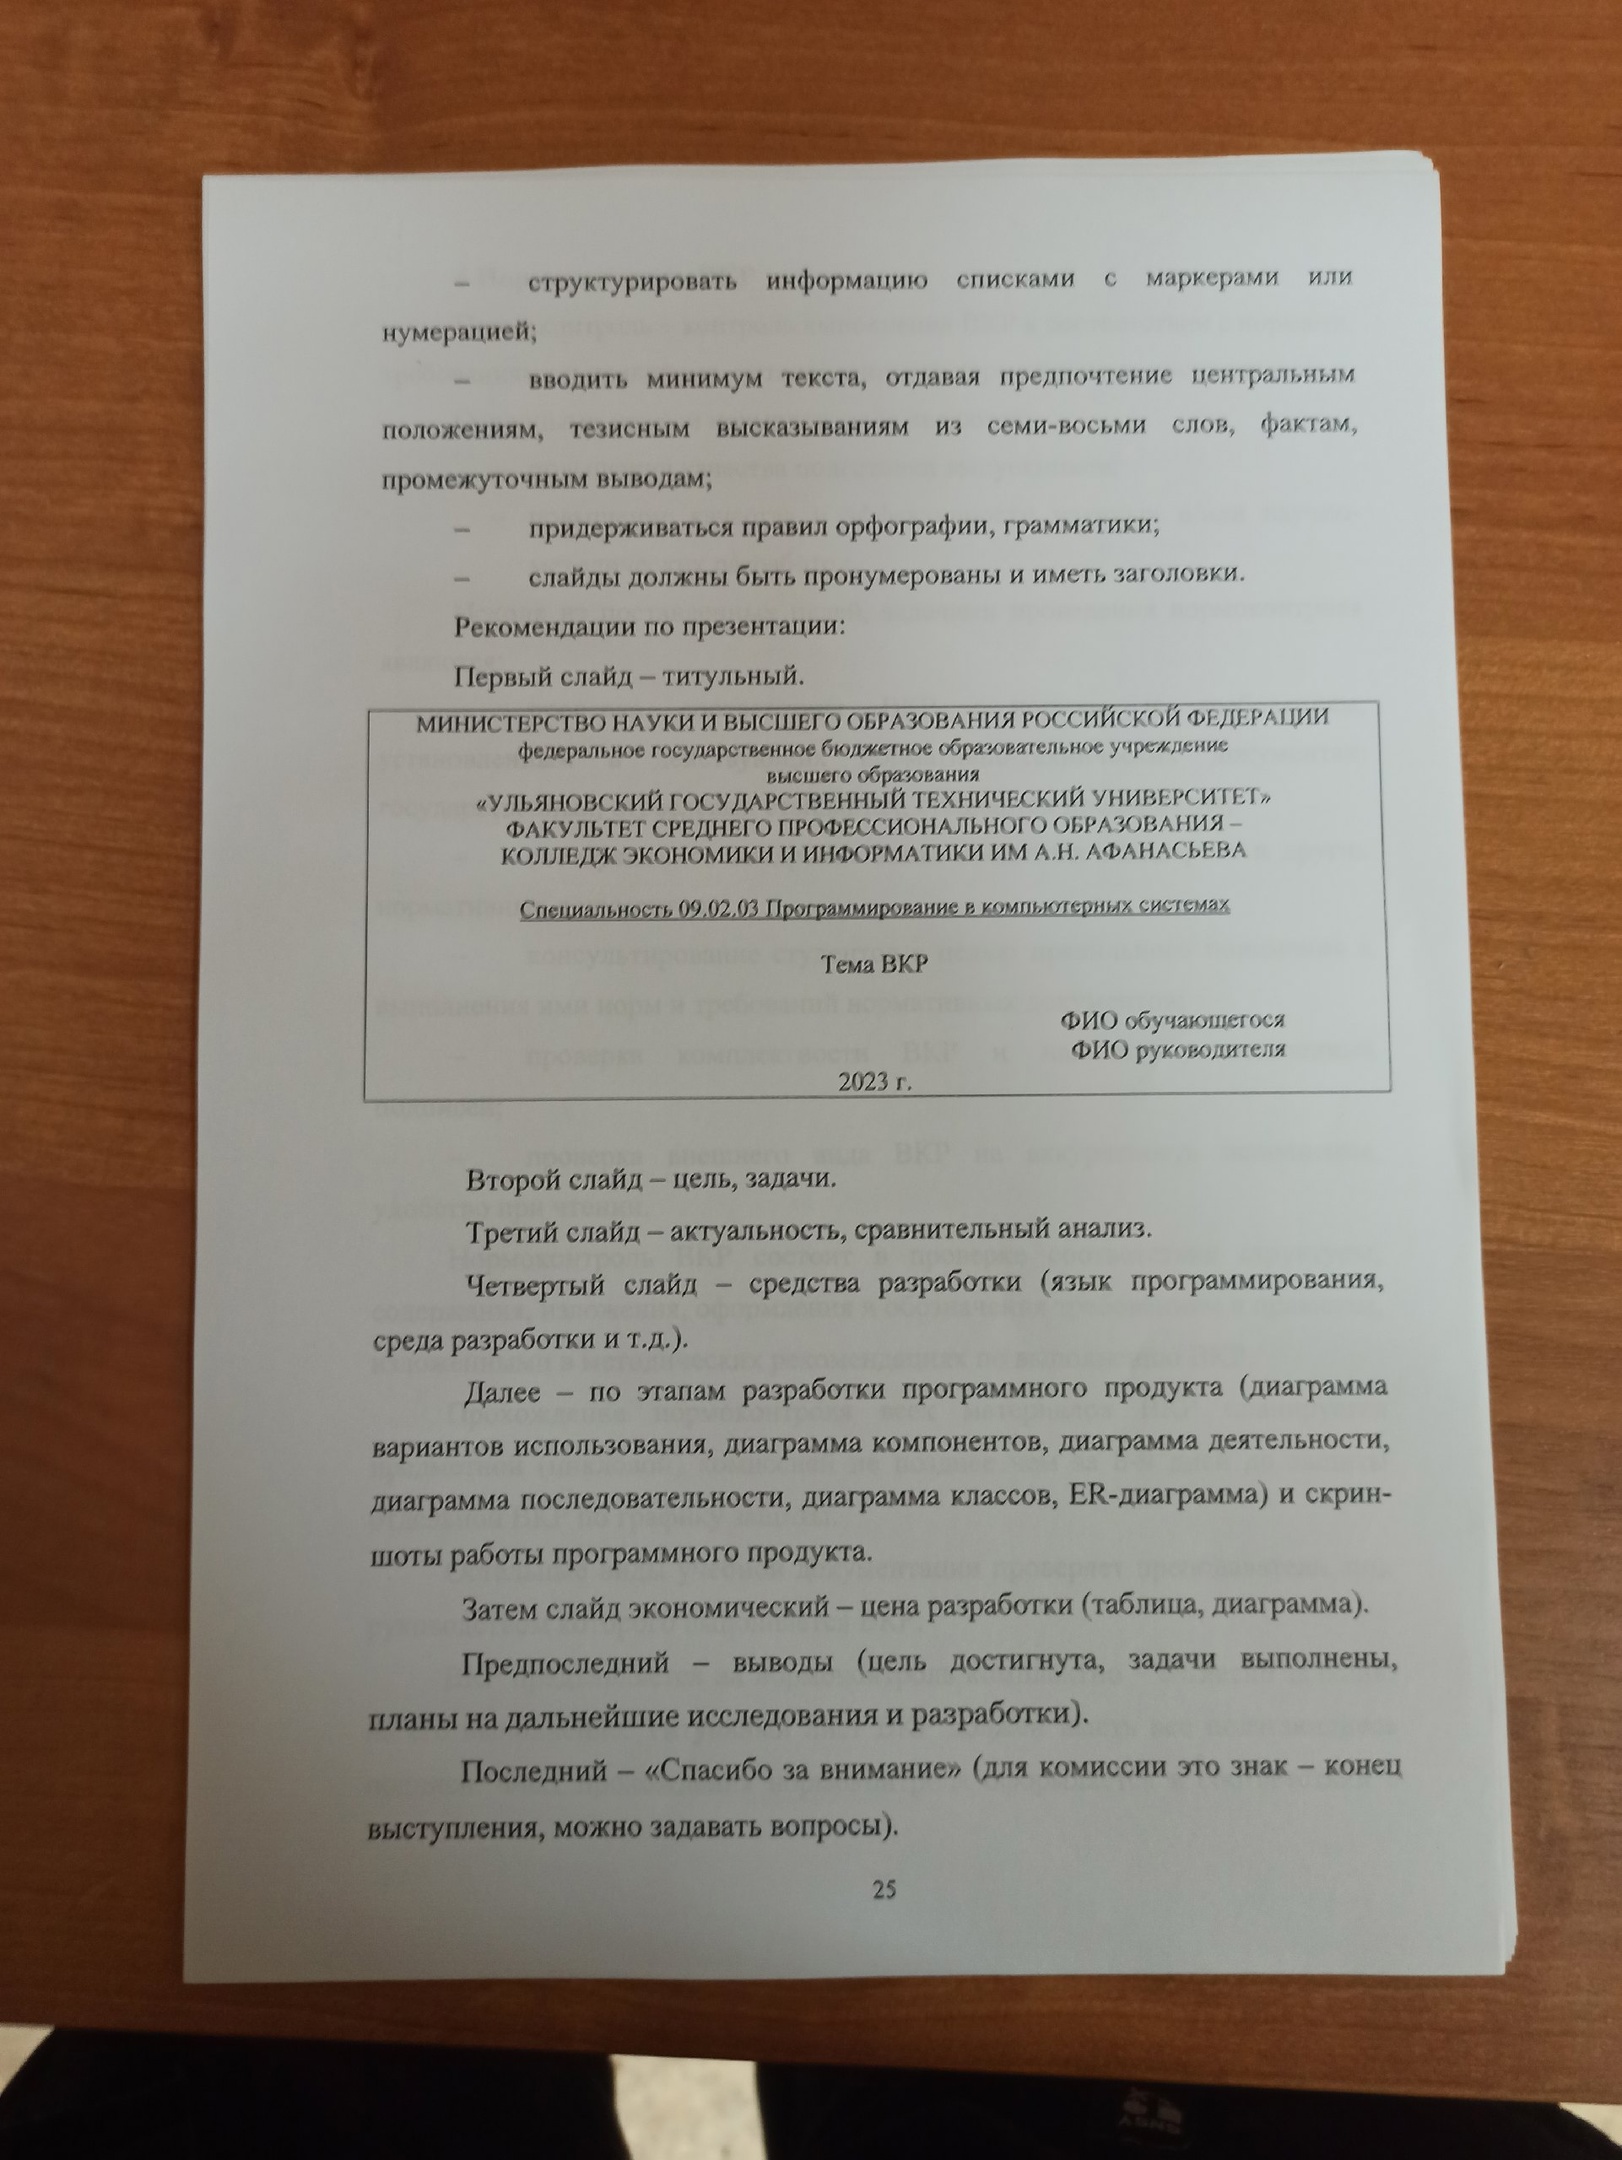 – структурировать информацию списками с маркерами или
нумерацией;
– вводить минимум текста, отдавая предпочтение центральным
положениям, тезисным высказываниям из семи-восьми слов, фактам,
промежуточным выводам;
– придерживаться правил орфографии, грамматики;
– слайды должны быть пронумерованы и иметь заголовки.
Рекомендации по презентации:
Первый слайд – титульный.
МИНИСТЕРСТВО НАУКИ И ВЫСШЕГО ОБРАЗОВАНИЯ РОССИЙСКОЙ ФЕДЕРАЦИИ
федеральное государственное бюджетное образовательное учреждение
высшего образования
«УЛЬЯНОВСКИЙ ГОСУДАРСТВЕННЫЙ ТЕХНИЧЕСКИЙ УНИВЕРСИТЕТ»
ФАКУЛЬТЕТ СРЕДНЕГО ПРОФЕССИОНАЛЬНОГО ОБРАЗОВАНИЯ –
КОЛЛЕДЖ ЭКОНОМИКИ И ИНФОРМАТИКИ ИМ А.Н. АФАНАСЬЕВА
Специальность 09.02.03 Программирование в компьютерных системах
Тема ВКР
ФИО обучающегося
ФИО руководителя
2023 г.
Второй слайд – цель, задачи.
Третий слайд – актуальность, сравнительный анализ.
Четвертый слайд – средства разработки (язык программирования,
среда разработки и т.д.).
Далее – по этапам разработки программного продукта (диаграмма
вариантов использования, диаграмма компонентов, диаграмма деятельности,
диаграмма последовательности, диаграмма классов, ER-диаграмма) и скрин-
шоты работы программного продукта.
Затем слайд экономический – цена разработки (таблица, диаграмма).
Предпоследний – выводы (цель достигнута, задачи выполнены,
планы на дальнейшие исследования и разработки).
Последний – «Спасибо за внимание» (для комиссии это знак – конец
выступления, можно задавать вопросы).
25